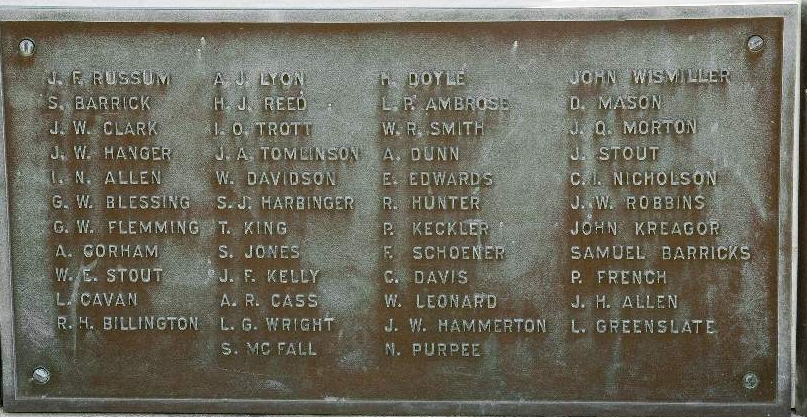 J. F. RUSSUM
S. BARRICK
J. W. CLARK
J. W. HANGER
I. N. ALLEN
G. W. BLESSING
G. W. FLEMMING
A. GORHAM
W. E. STOUT
L. CAVAN
R. H. BILLINGTON
A. J. LYON
H. J. REED
I. O. TROTT
J. A. TOMLINSON
W. DAVIDSON
S. J. HARBINGER
T. KING
S. JONES
J. F. KELLY
A. R. CASS
L. G. WRIGHT
S. MC FALL
H. DOYLE
L. P. AMBROSE
W. R. SMITH
A. DUNN
E. EDWARDS
R. HUNTER
P. KECKLER
F. SCHOENER
C. DAVIS
W. LEONARD
J. W. HAMMERTON
N. PURPEE
JOHN WISMILLER
D. MASON
J. Q. MORTON
J. STOUT
C. I. NICHOLSON
J. W. ROBBINS
JOHN KREAGOR
SAMUEL BARRICKS
P. FRENCH
J. H. ALLEN
L. GREENSLATE